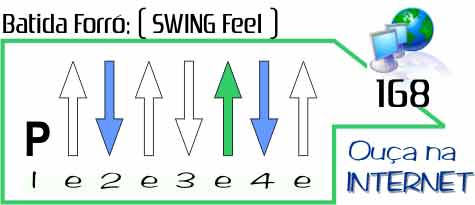 Batida Forró: ( SWING Feel )
168
P
1 e 2 e 3 e 4 e
Ouça na
INTERNET